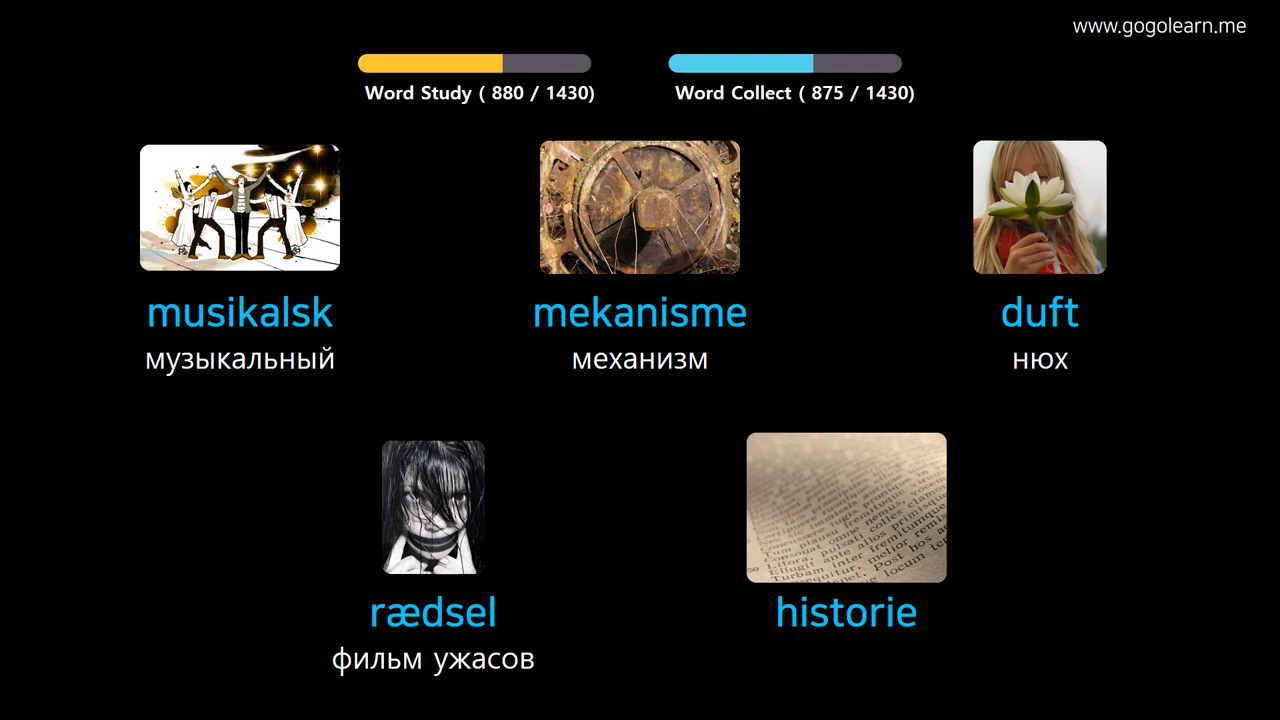 www.gogolearn.me
Word Study ( 880 / 1430)
Word Collect ( 875 / 1430)
musikalsk
mekanisme
duft
музыкальный
механизм
нюх
rædsel
historie
фильм ужасов